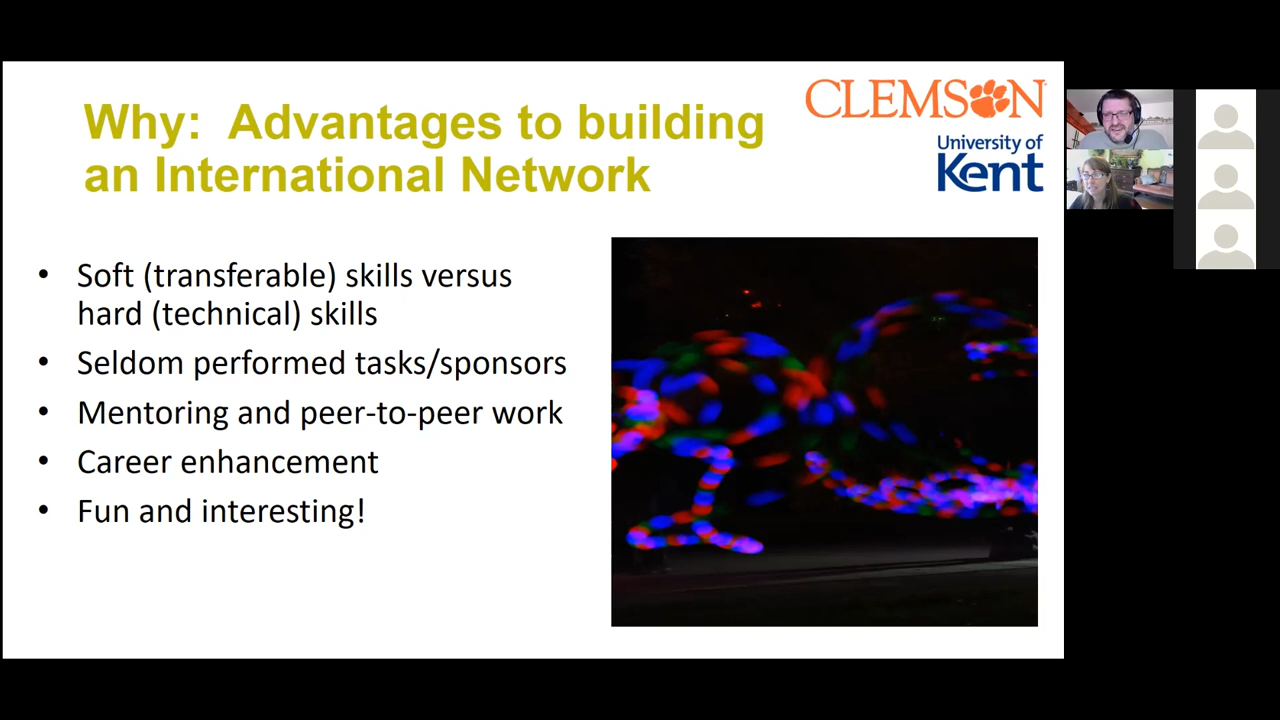 Why:  Advantages to building
an International Network
CLEMSON
University of
Kent
• Soft (transferable) skills versus
hard (technical) skills
• Seldom performed tasks/sponsors
• Mentoring and peer-to-peer work
• Career enhancement
• Fun and interesting!